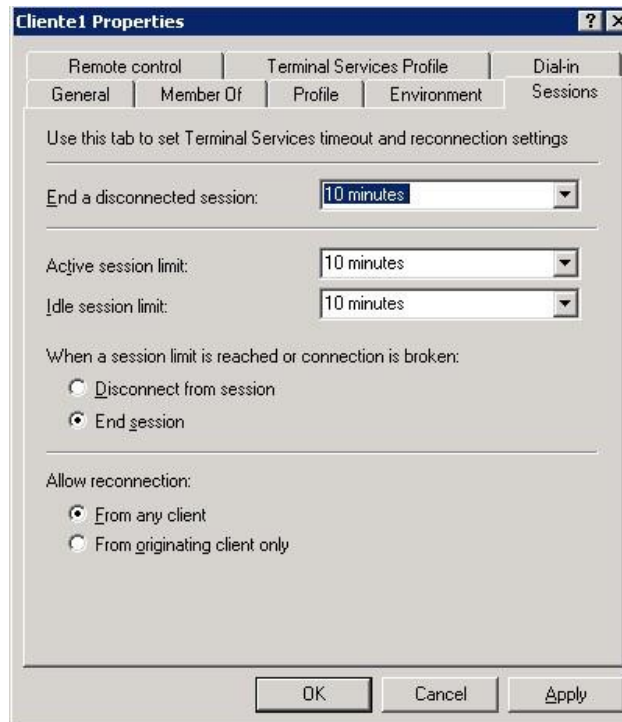 Cliente1 Properties
Remote control Terminal Services Profile Dial-in
General Member Of Profile Environment Sessions
Use this tab to set Terminal Services timeout and reconnection settings
End a disconnected session: 10 minutes
Active session limit: 10 minutes
Idle session limit: 10 minutes
When a session limit is reached or connection is broken:
Disconnect from session
End session
Allow reconnection:
From any client
From originating client only
OK Cancel Apply